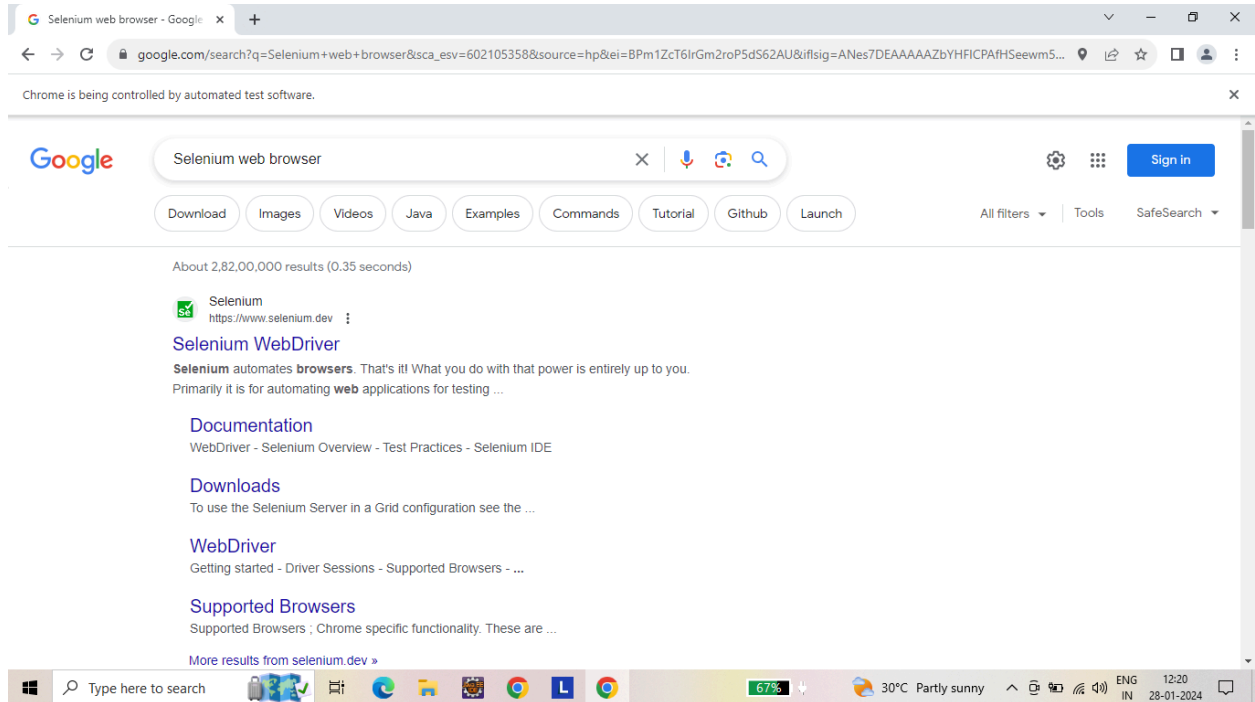 Selenium web browser - Google
google.com/search?q=Selenium+web+browser&sca_esv=602105358&source=hp&ei=BPm1ZcT6IrGm2roP5dS62AU&iflsig=ANes7DEAAAAAZbYHFICPAfHSeewm5...
Chrome is being controlled by automated test software.
Google
Selenium web browser
Sign in
Download Images Videos Java Examples Commands Tutorial Github Launch
All filters Tools SafeSearch
About 2,82,00,000 results (0.35 seconds)
Se
Selenium
https://www.selenium.dev
Selenium WebDriver
Selenium automates browsers. That's it! What you do with that power is entirely up to you.
Primarily it is for automating web applications for testing ...
Documentation
WebDriver - Selenium Overview - Test Practices - Selenium IDE
Downloads
To use the Selenium Server in a Grid configuration see the ...
WebDriver
Getting started - Driver Sessions - Supported Browsers - ...
Supported Browsers
Supported Browsers ; Chrome specific functionality. These are ...
More results from selenium.dev »
Type here to search
L
67%
30°C Partly sunny
ENG
IN
12:20
28-01-2024